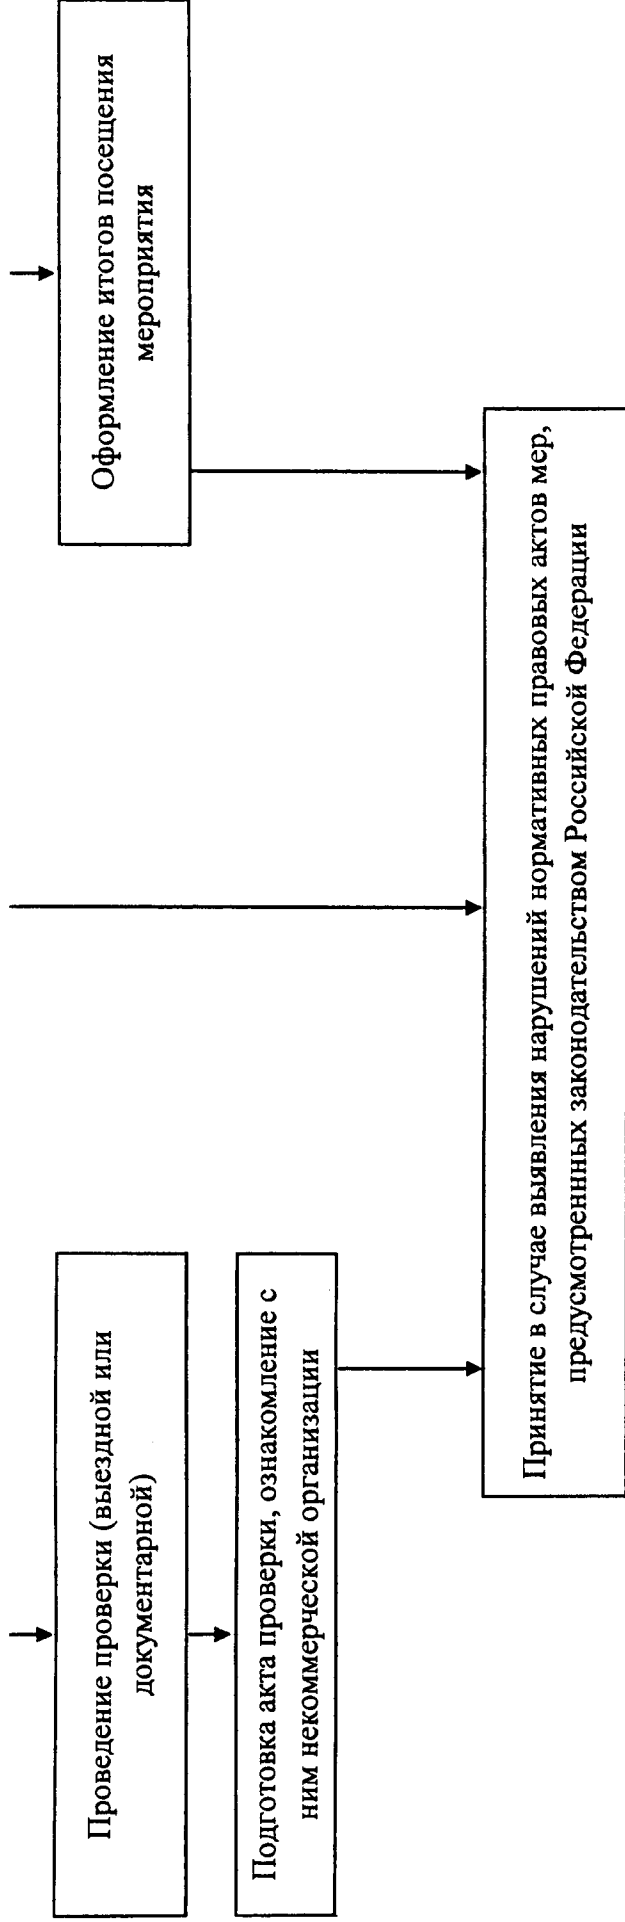 Проведение проверки (выездной или
документарной)
Подготовка акта проверки, ознакомление с
ним некоммерческой организации
Оформление итогов посещения
мероприятия
Принятие в случае выявления нарушений нормативных правовых актов мер,
предусмотренных законодательством Российской Федерации